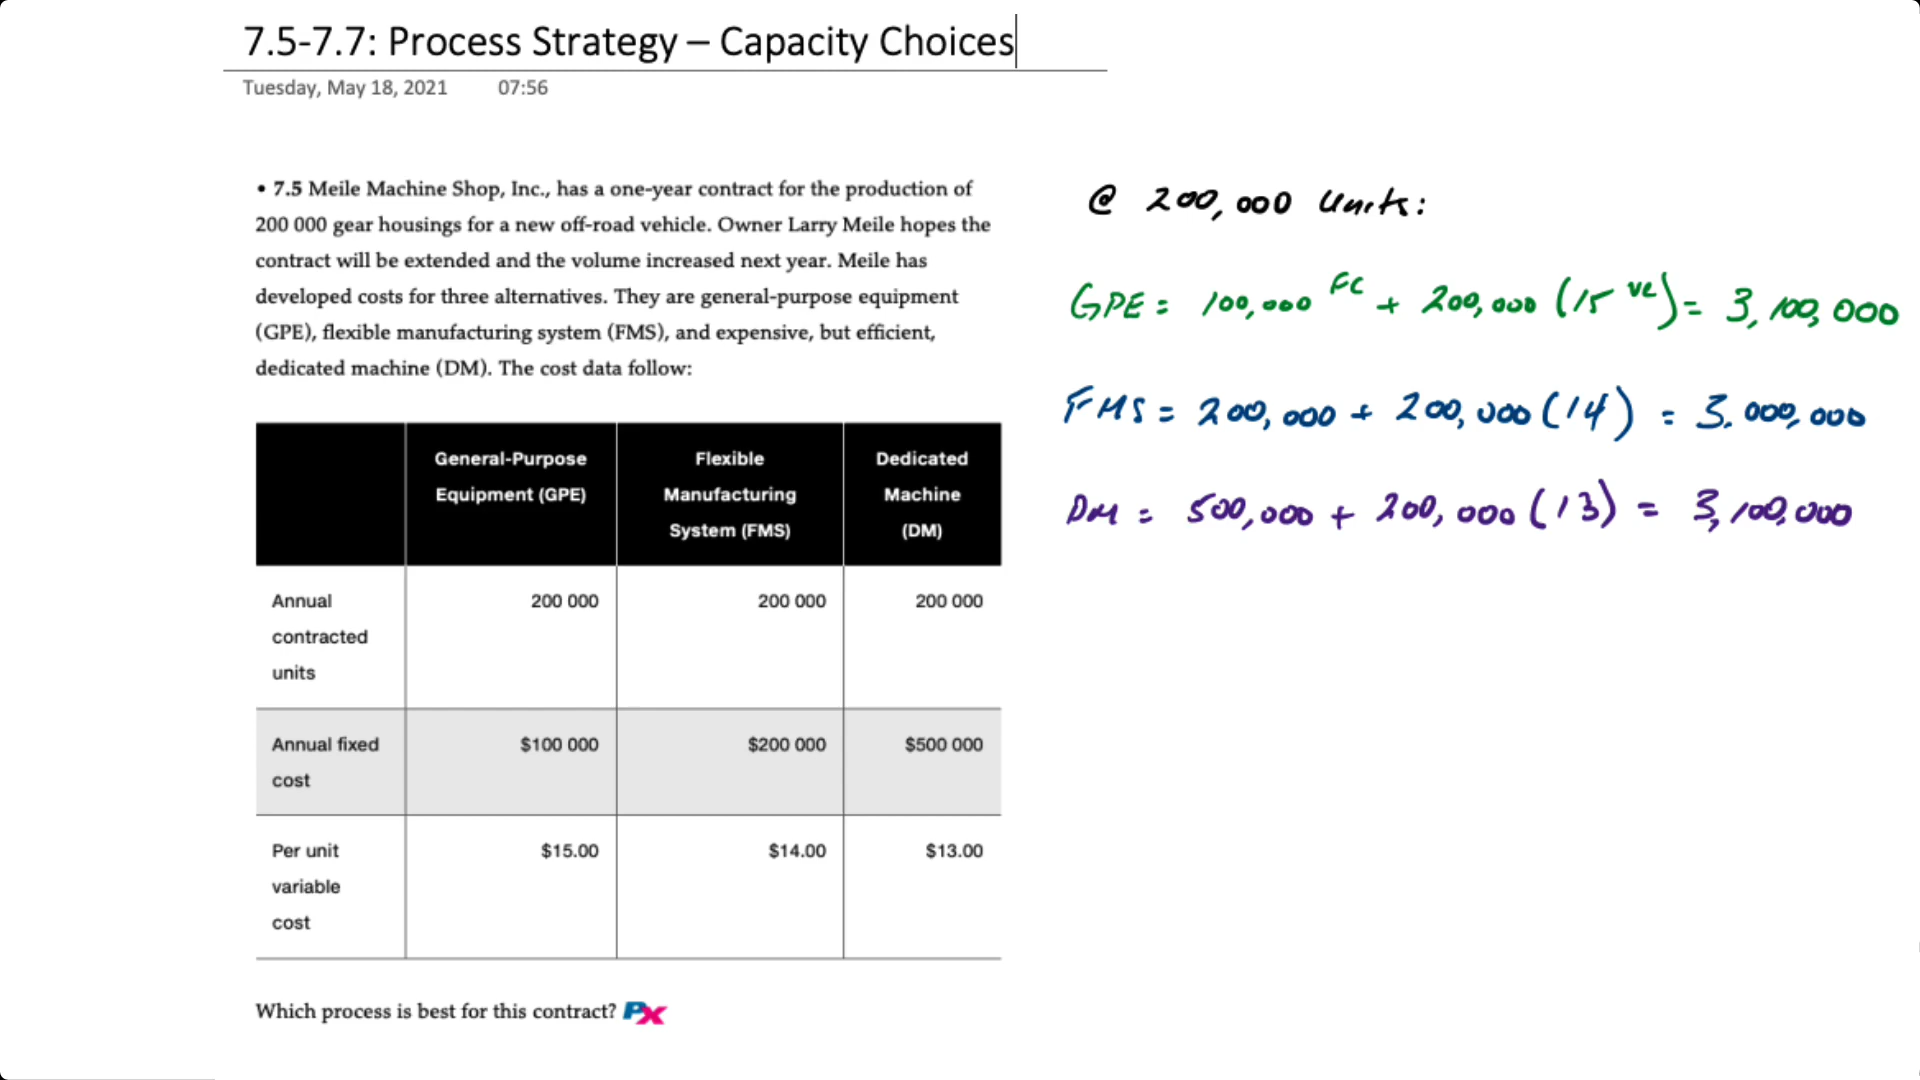 7.5-7.7: Process Strategy – Capacity Choices
Tuesday, May 18, 2021 07:56
• 7.5 Meile Machine Shop, Inc., has a one-year contract for the production of
200 000 gear housings for a new off-road vehicle. Owner Larry Meile hopes the
contract will be extended and the volume increased next year. Meile has
developed costs for three alternatives. They are general-purpose equipment
(GPE), flexible manufacturing system (FMS), and expensive, but efficient,
dedicated machine (DM). The cost data follow:
General-Purpose Equipment (GPE) Flexible Manufacturing System (FMS) Dedicated Machine (DM)
Annual contracted units 200 000 200 000 200 000
Annual fixed cost $100 000 $200 000 $500 000
Per unit variable cost $15.00 $14.00 $13.00
Which process is best for this contract? PX
@ 200,000 units:
GPE = 100,000 FC + 200,000 (15 VC) = 3,100,000
FMS = 200,000 + 200,000 (14) = 3,000,000
DM = 500,000 + 200,000 (13) = 3,100,000